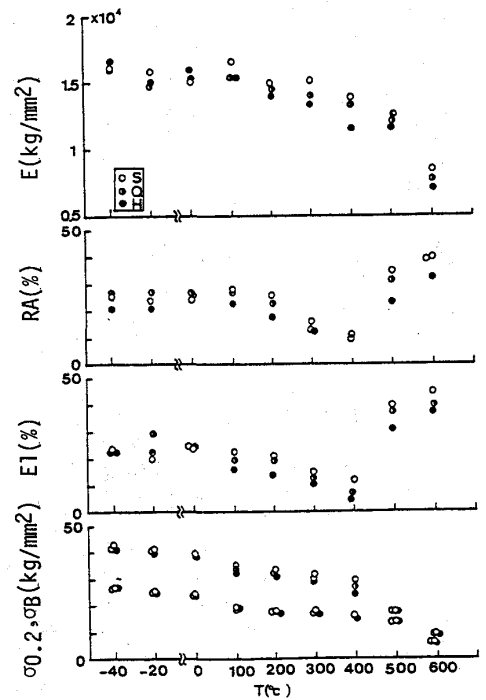 2 ×10⁴
1.5
1
0.5
E(kg/mm2)
S
Q
H
50
0
RA(%)
50
0
El(%)
50
0
σ0.2,σB(kg/mm2)
-40 -20 0 100 200 300 400 500 600
T(℃)